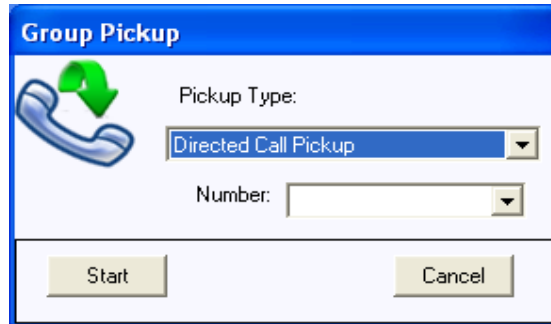 Group Pickup
Pickup Type:
Directed Call Pickup
Number:
Start Cancel